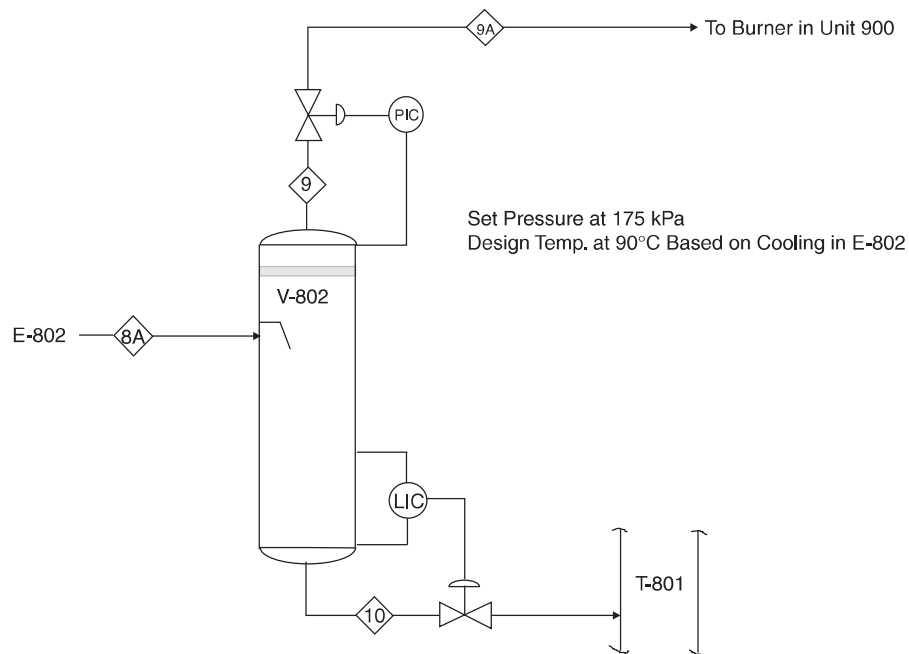 9A
To Burner in Unit 900
PIC
9
Set Pressure at 175 kPa
Design Temp. at 90°C Based on Cooling in E-802
V-802
E-802
8A
LIC
T-801
10